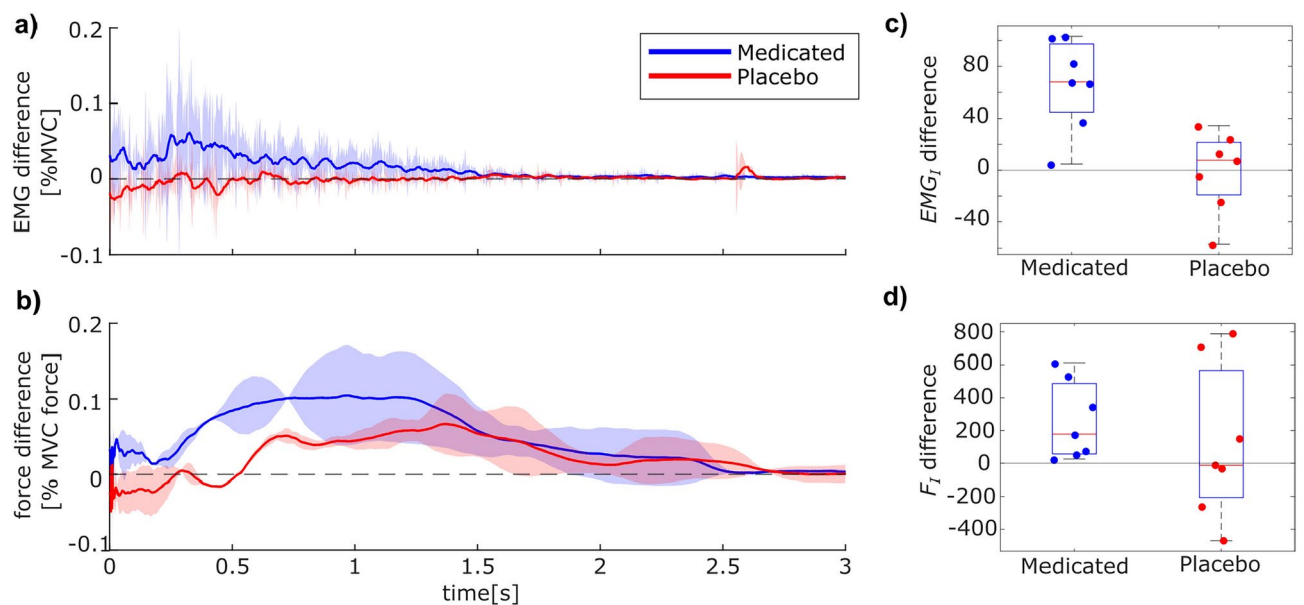 a)
EMG difference
[%MVC]
0.2
0.1
0
-0.1
Medicated
Placebo
b)
force difference
[% MVC force]
0.2
0.1
0
-0.1
0
0.5
1
1.5
2
2.5
3
time[s]
c)
EMG_I difference
80
40
0
-40
Medicated
Placebo
d)
F_I difference
800
600
400
200
0
-200
-400
Medicated
Placebo